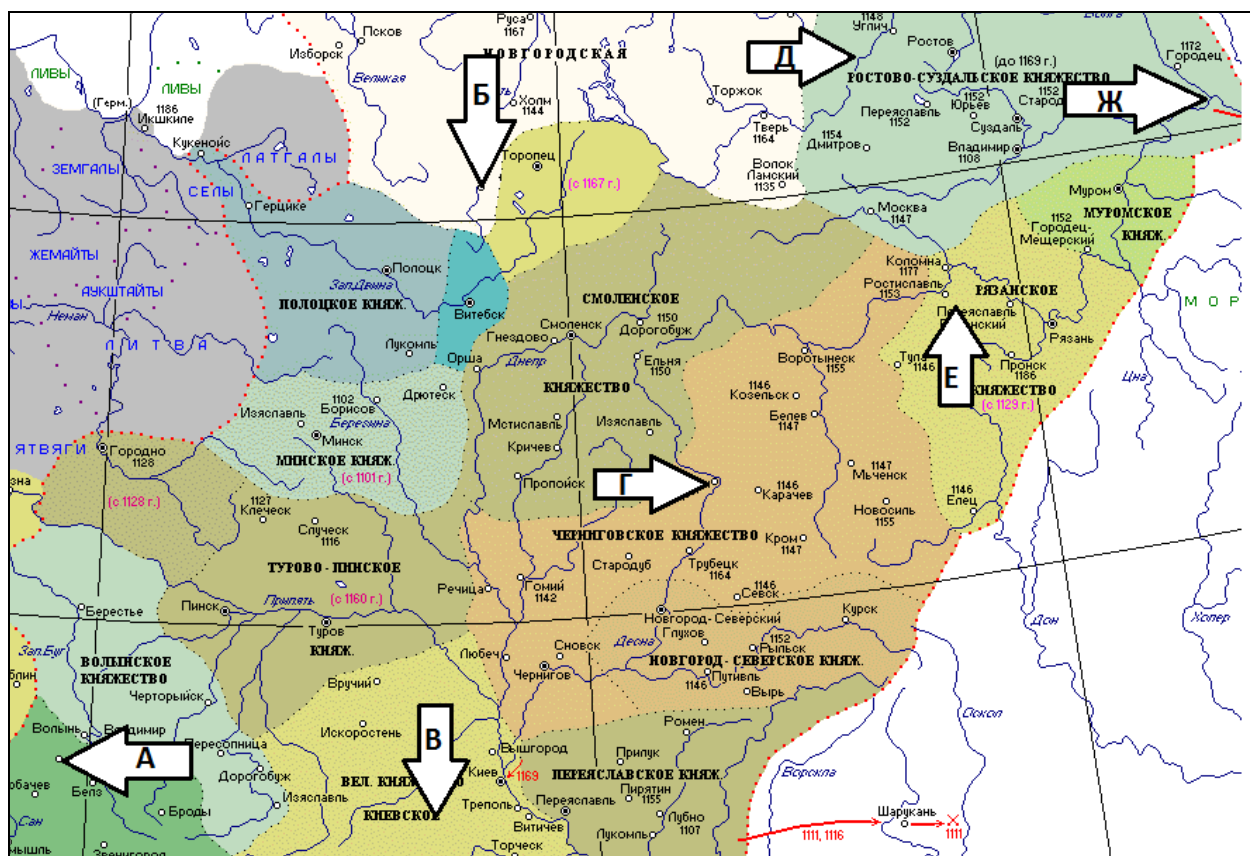 Псков
Изборск
Великая
Руса
1167
НОВГОРОДСКАЯ
Б
Холм
1144
Торопец
(с 1167 г.)
Торжок
Тверь
1164
Волок
Ламский
1135
Д
1148
Углич
Ростов
(до 1169 г.)
РОСТОВО-СУЗДАЛЬСКОЕ КНЯЖЕСТВО
1172
Городец
Ж
Переяславль
1152
1152
Юрьев
1152
Суздаль
1154
Дмитров
Владимир
1108
Москва
1147
ЛИВЫ
ЛИВЫ
(Герм.)
1186
Икшкиле
Кукенойс
ЛАТГАЛЫ
ЗЕМГАЛЫ
СЕЛЫ
Герцике
ЖЕМАЙТЫ
АУКШТАЙТЫ
Неман
ЛИТВА
ЯТВЯГИ
Полоцк
Зап.Двина
ПОЛОЦКОЕ КНЯЖ.
Витебск
Лукомль
Орша
Муром
МУРОМСКОЕ
КНЯЖ.
1152
Городец-
Мещерский
Коломна
1177
Ростиславль
1153
РЯЗАНСКОЕ
Рязань
Пронск
1186
Тула
1146
Е
КНЯЖЕСТВО
(с 1129 г.)
МОР
Цна
СМОЛЕНСКОЕ
1150
Дорогобуж
Смоленск
Гнездово
Днепр
Ельня
1150
КНЯЖЕСТВО
Мстиславль
Изяславль
Кричев
Пропойск
Г
Воротынеск
1155
1146
Козельск
Белев
1147
1147
Мьченск
1146
Карачев
Новосиль
1155
1146
Елец
Кром
1147
Изяславль
1102
Борисов
Дрютеск
Березина
Минск
МИНСКОЕ КНЯЖ.
(с 1101 г.)
Городно
1128
(с 1128 г.)
1127
Клеческ
Случеск
1116
ТУРОВО-ПИНСКОЕ
Припять
(с 1160 г.)
Пинск
Туров
КНЯЖ.
Берестье
Зап.Буг
ЧЕРНИГОВСКОЕ КНЯЖЕСТВО
Стародуб
Трубецк
1164
Речица
Гомий
1142
1146
Севск
Курск
Новгород-Северский
Глухов
Десна
1152
Рыльск
НОВГОРОД-СЕВЕРСКОЕ КНЯЖ.
Путивль
1146
Вырь
Сновск
Любеч
Чернигов
Дон
Хопер
Оскол
Ворскла
ВОЛЫНСКОЕ
КНЯЖЕСТВО
Черторыйск
Вручий
Волынь
Владимир
А
Пересопница
Дорогобуж
Изяславль
Белз
Броды
Сан
Звенигород
Искоростень
В
ВЕЛ.
КИЕВСКОЕ
Вышгород
Киев
1169
Треполь
Витичев
Торческ
Ромен
Прилук
ПЕРЕЯСЛАВСКОЕ КНЯЖ.
Пирятин
1155
Переяславль
Лубно
1107
Лукомль
Шарукань
1111, 1116
1111